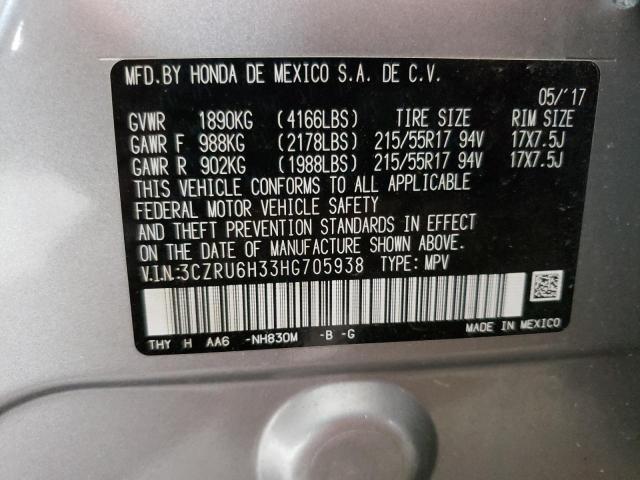 MFD.BY HONDA DE MEXICO S.A. DE C.V.
05/'17
GVWR 1890KG (4166LBS) TIRE SIZE RIM SIZE
GAWR F 988KG (2178LBS) 215/55R17 94V 17X7.5J
GAWR R 902KG (1988LBS) 215/55R17 94V 17X7.5J
THIS VEHICLE CONFORMS TO ALL APPLICABLE
FEDERAL MOTOR VEHICLE SAFETY
AND THEFT PREVENTION STANDARDS IN EFFECT
ON THE DATE OF MANUFACTURE SHOWN ABOVE.
V.I.N:3CZRU6H33HG705938 TYPE: MPV
THY H AA6 -NH830M -B -G MADE IN MEXICO